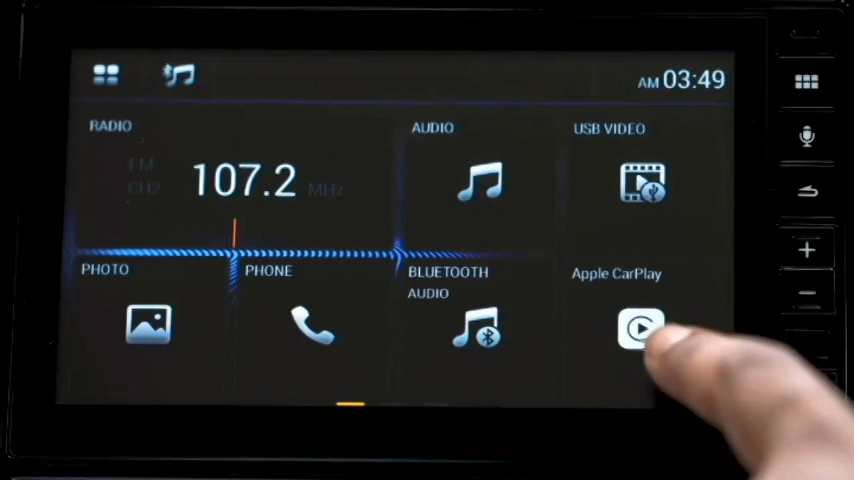 AM 03:49
RADIO
AUDIO
USB VIDEO
FM
CH2
107.2 MHz
PHOTO
PHONE
BLUETOOTH
AUDIO
Apple CarPlay
+
-